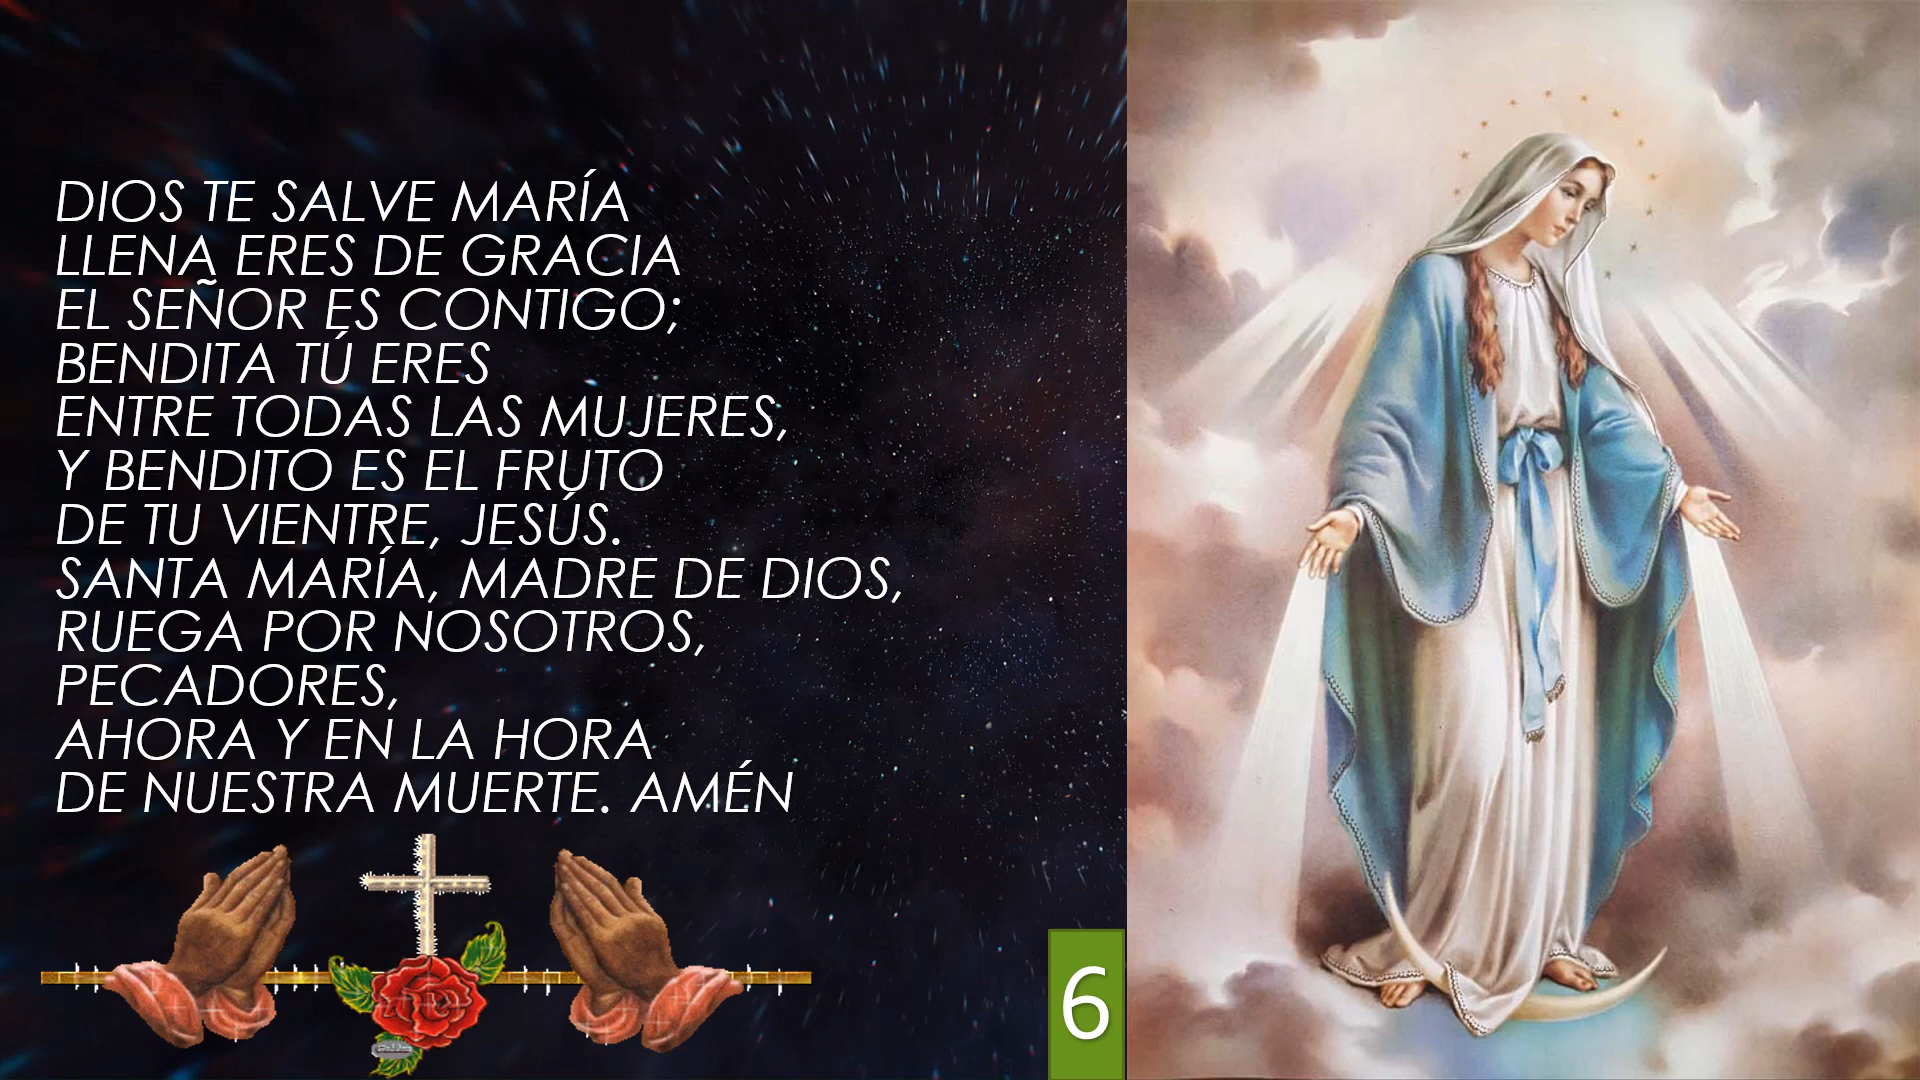 DIOS TE SALVE MARÍA
LLENA ERES DE GRACIA
EL SEÑOR ES CONTIGO;
BENDITA TÚ ERES
ENTRE TODAS LAS MUJERES,
Y BENDITO ES EL FRUTO
DE TU VIENTRE, JESÚS.
SANTA MARÍA, MADRE DE DIOS,
RUEGA POR NOSOTROS,
PECADORES,
AHORA Y EN LA HORA
DE NUESTRA MUERTE. AMÉN
6